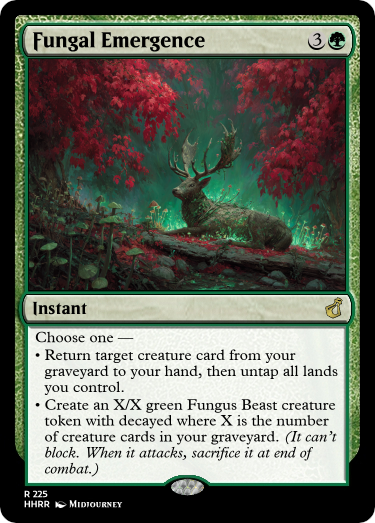 Fungal Emergence 3
Instant
Choose one —
• Return target creature card from your
graveyard to your hand, then untap all lands
you control.
• Create an X/X green Fungus Beast creature
token with decayed where X is the number
of creature cards in your graveyard. (It can't
block. When it attacks, sacrifice it at end of
combat.)
R 225
HHRR Midjourney